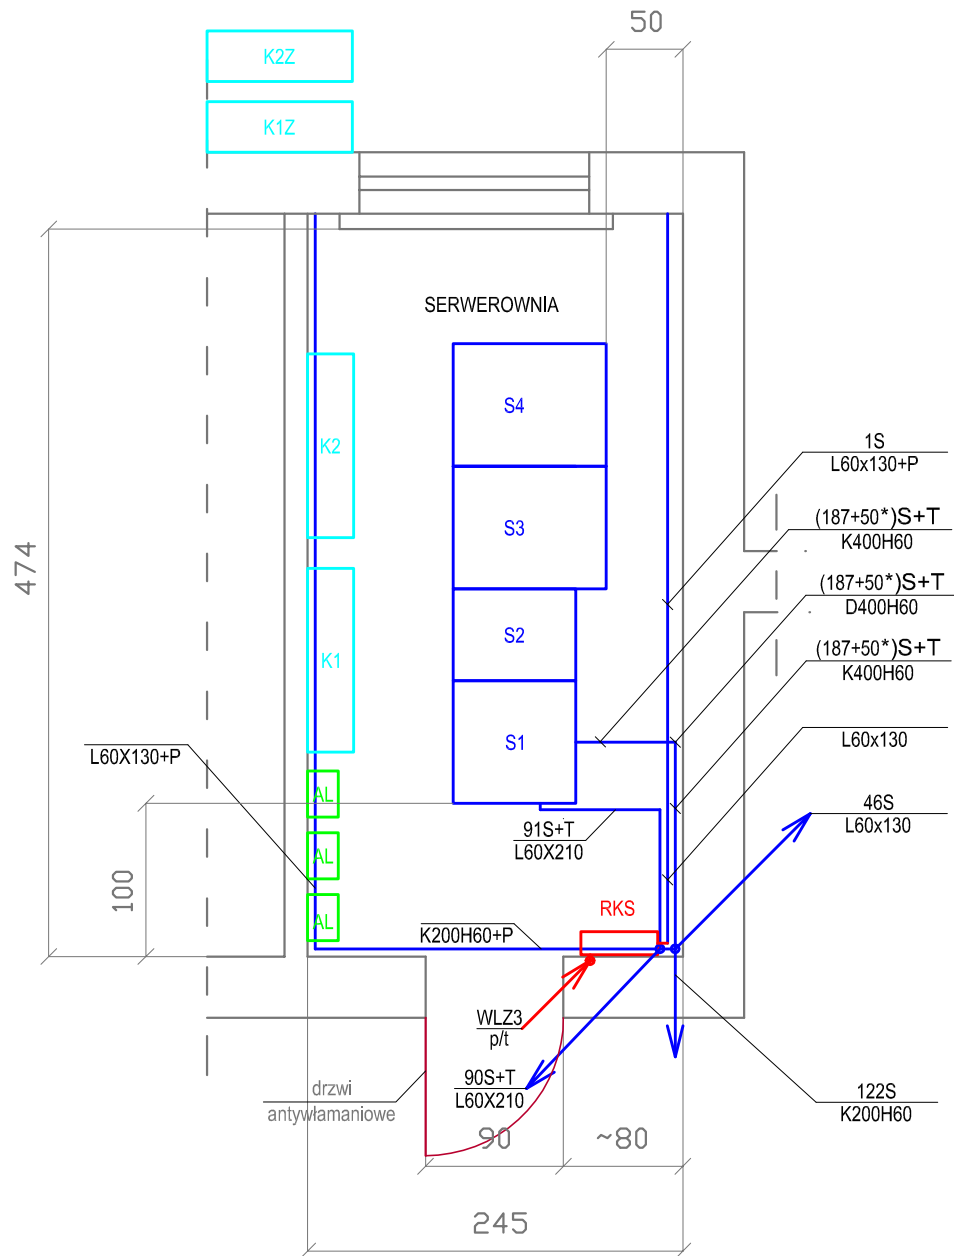 50
K2Z
K1Z
SERWEROWNIA
S4
K2
1S
L60x130+P
S3
(187+50*)S+T
K400H60
474
(187+50*)S+T
D400H60
S2
K1
(187+50*)S+T
K400H60
S1
L60x130
L60X130+P
AL
46S
L60x130
91S+T
L60X210
AL
100
RKS
AL
K200H60+P
WLZ3
p/t
90S+T
L60X210
drzwi
antywłamaniowe
122S
K200H60
90
~80
245